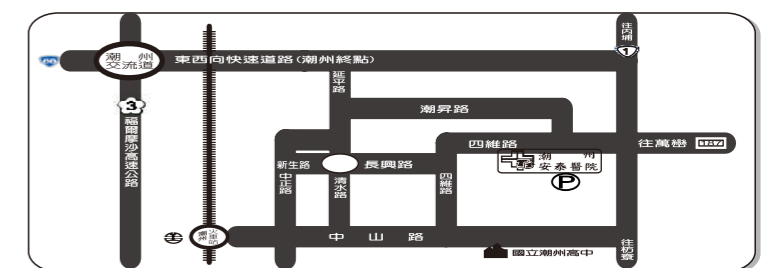 往內埔
1
88
潮州
交流道
東西向快速道路(潮州終點)
延平路
3
福爾摩沙高速公路
潮昇路
四維路
往萬巒
187
新生路
長興路
潮州
安泰醫院
P
中正路
清水路
四維路
潮州
火車站
中山路
國立潮州高中
往枋寮